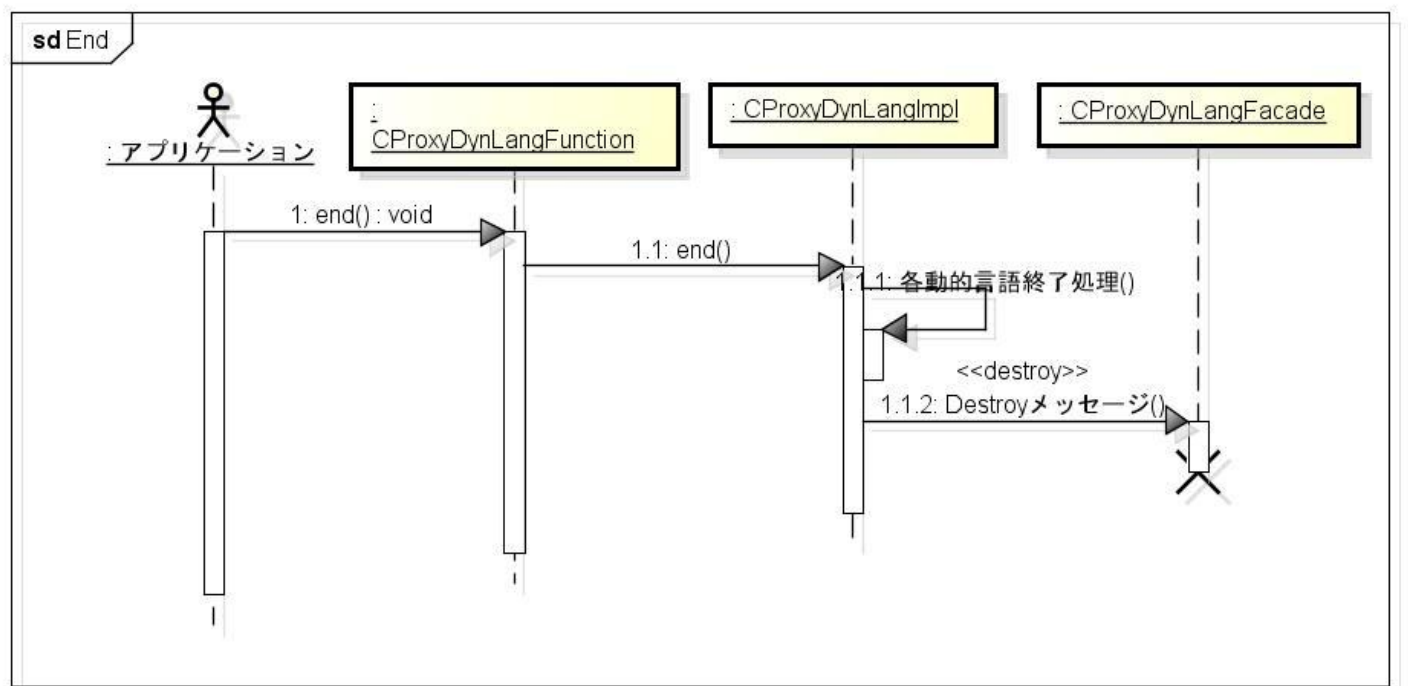 sd End
: アプリケーション
:
CProxyDynLangFunction
: CProxyDynLangImpl
: CProxyDynLangFacade
1: end() : void
1.1: end()
1.1.1: 各動的言語終了処理()
<<destroy>>
1.1.2: Destroyメッセージ()